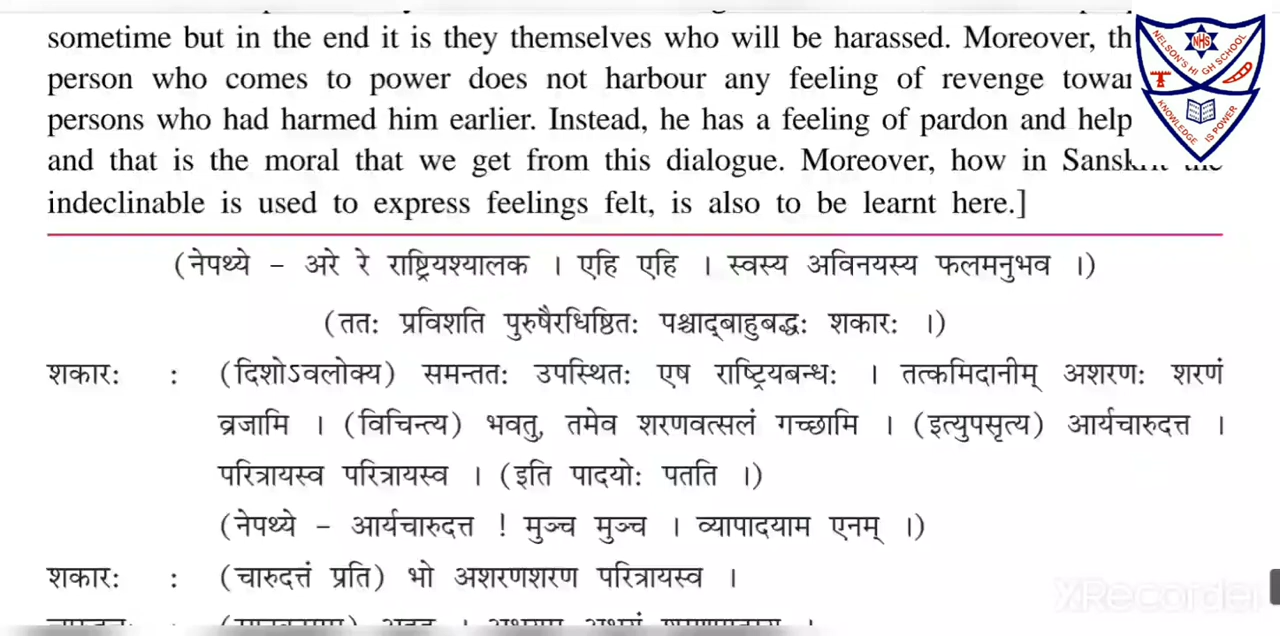 sometime but in the end it is they themselves who will be harassed. Moreover, th
person who comes to power does not harbour any feeling of revenge towar
persons who had harmed him earlier. Instead, he has a feeling of pardon and help
and that is the moral that we get from this dialogue. Moreover, how in Sanskrit the
indeclinable is used to express feelings felt, is also to be learnt here.]
(नेपथ्ये - अरे रे राष्ट्रियश्यालक । एहि एहि । स्वस्य अविनयस्य फलमनुभव ।)
(ततः प्रविशति पुरुषैरधिष्ठितः पश्चाद्बाहुबद्धः शकारः ।)
शकारः : (दिशोऽवलोक्य) समन्ततः उपस्थितः एष राष्ट्रियबन्धः । तत्कमिदानीम् अशरणः शरणं
व्रजामि । (विचिन्त्य) भवतु, तमेव शरणवत्सलं गच्छामि । (इत्युपसृत्य) आर्यचारुदत्त ।
परित्रायस्व परित्रायस्व । (इति पादयोः पतति ।)
(नेपथ्ये - आर्यचारुदत्त ! मुञ्च मुञ्च । व्यापादयाम एनम् ।)
शकारः : (चारुदत्तं प्रति) भो अशरणशरण परित्रायस्व ।
NELSON'S HIGH SCHOOL
NHS
KNOWLEDGE IS POWER
XRecorder